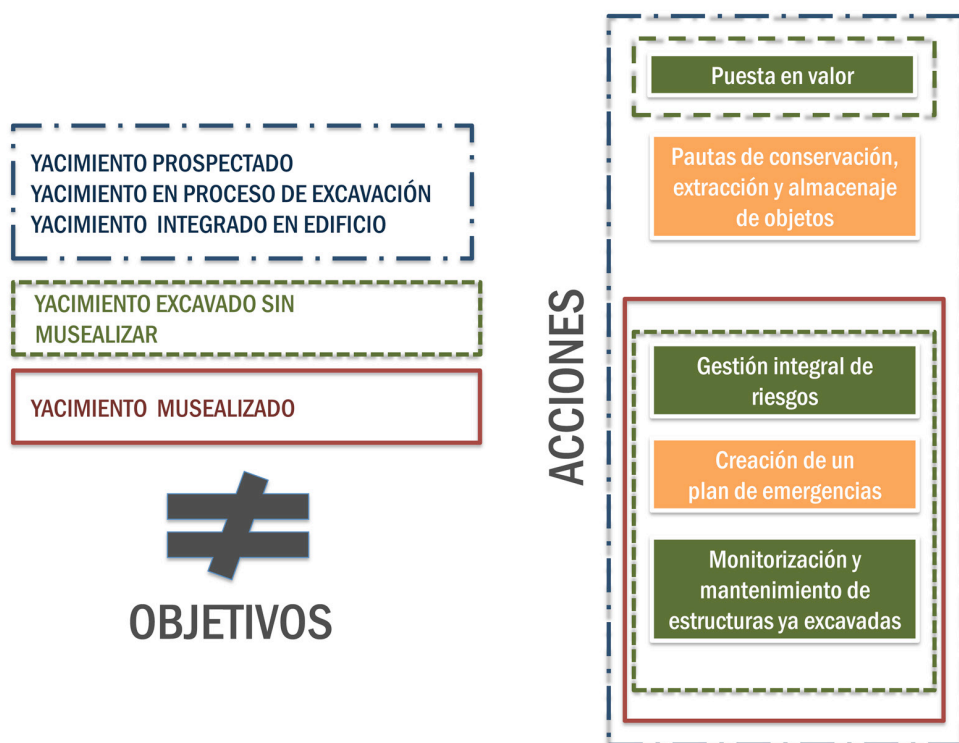 YACIMIENTO PROSPECTADO
YACIMIENTO EN PROCESO DE EXCAVACIÓN
YACIMIENTO INTEGRADO EN EDIFICIO
YACIMIENTO EXCAVADO SIN
MUSEALIZAR
YACIMIENTO MUSEALIZADO
≠
OBJETIVOS
ACCIONES
Puesta en valor
Pautas de conservación,
extracción y almacenaje
de objetos
Gestión integral de
riesgos
Creación de un
plan de emergencias
Monitorización y
mantenimiento de
estructuras ya excavadas